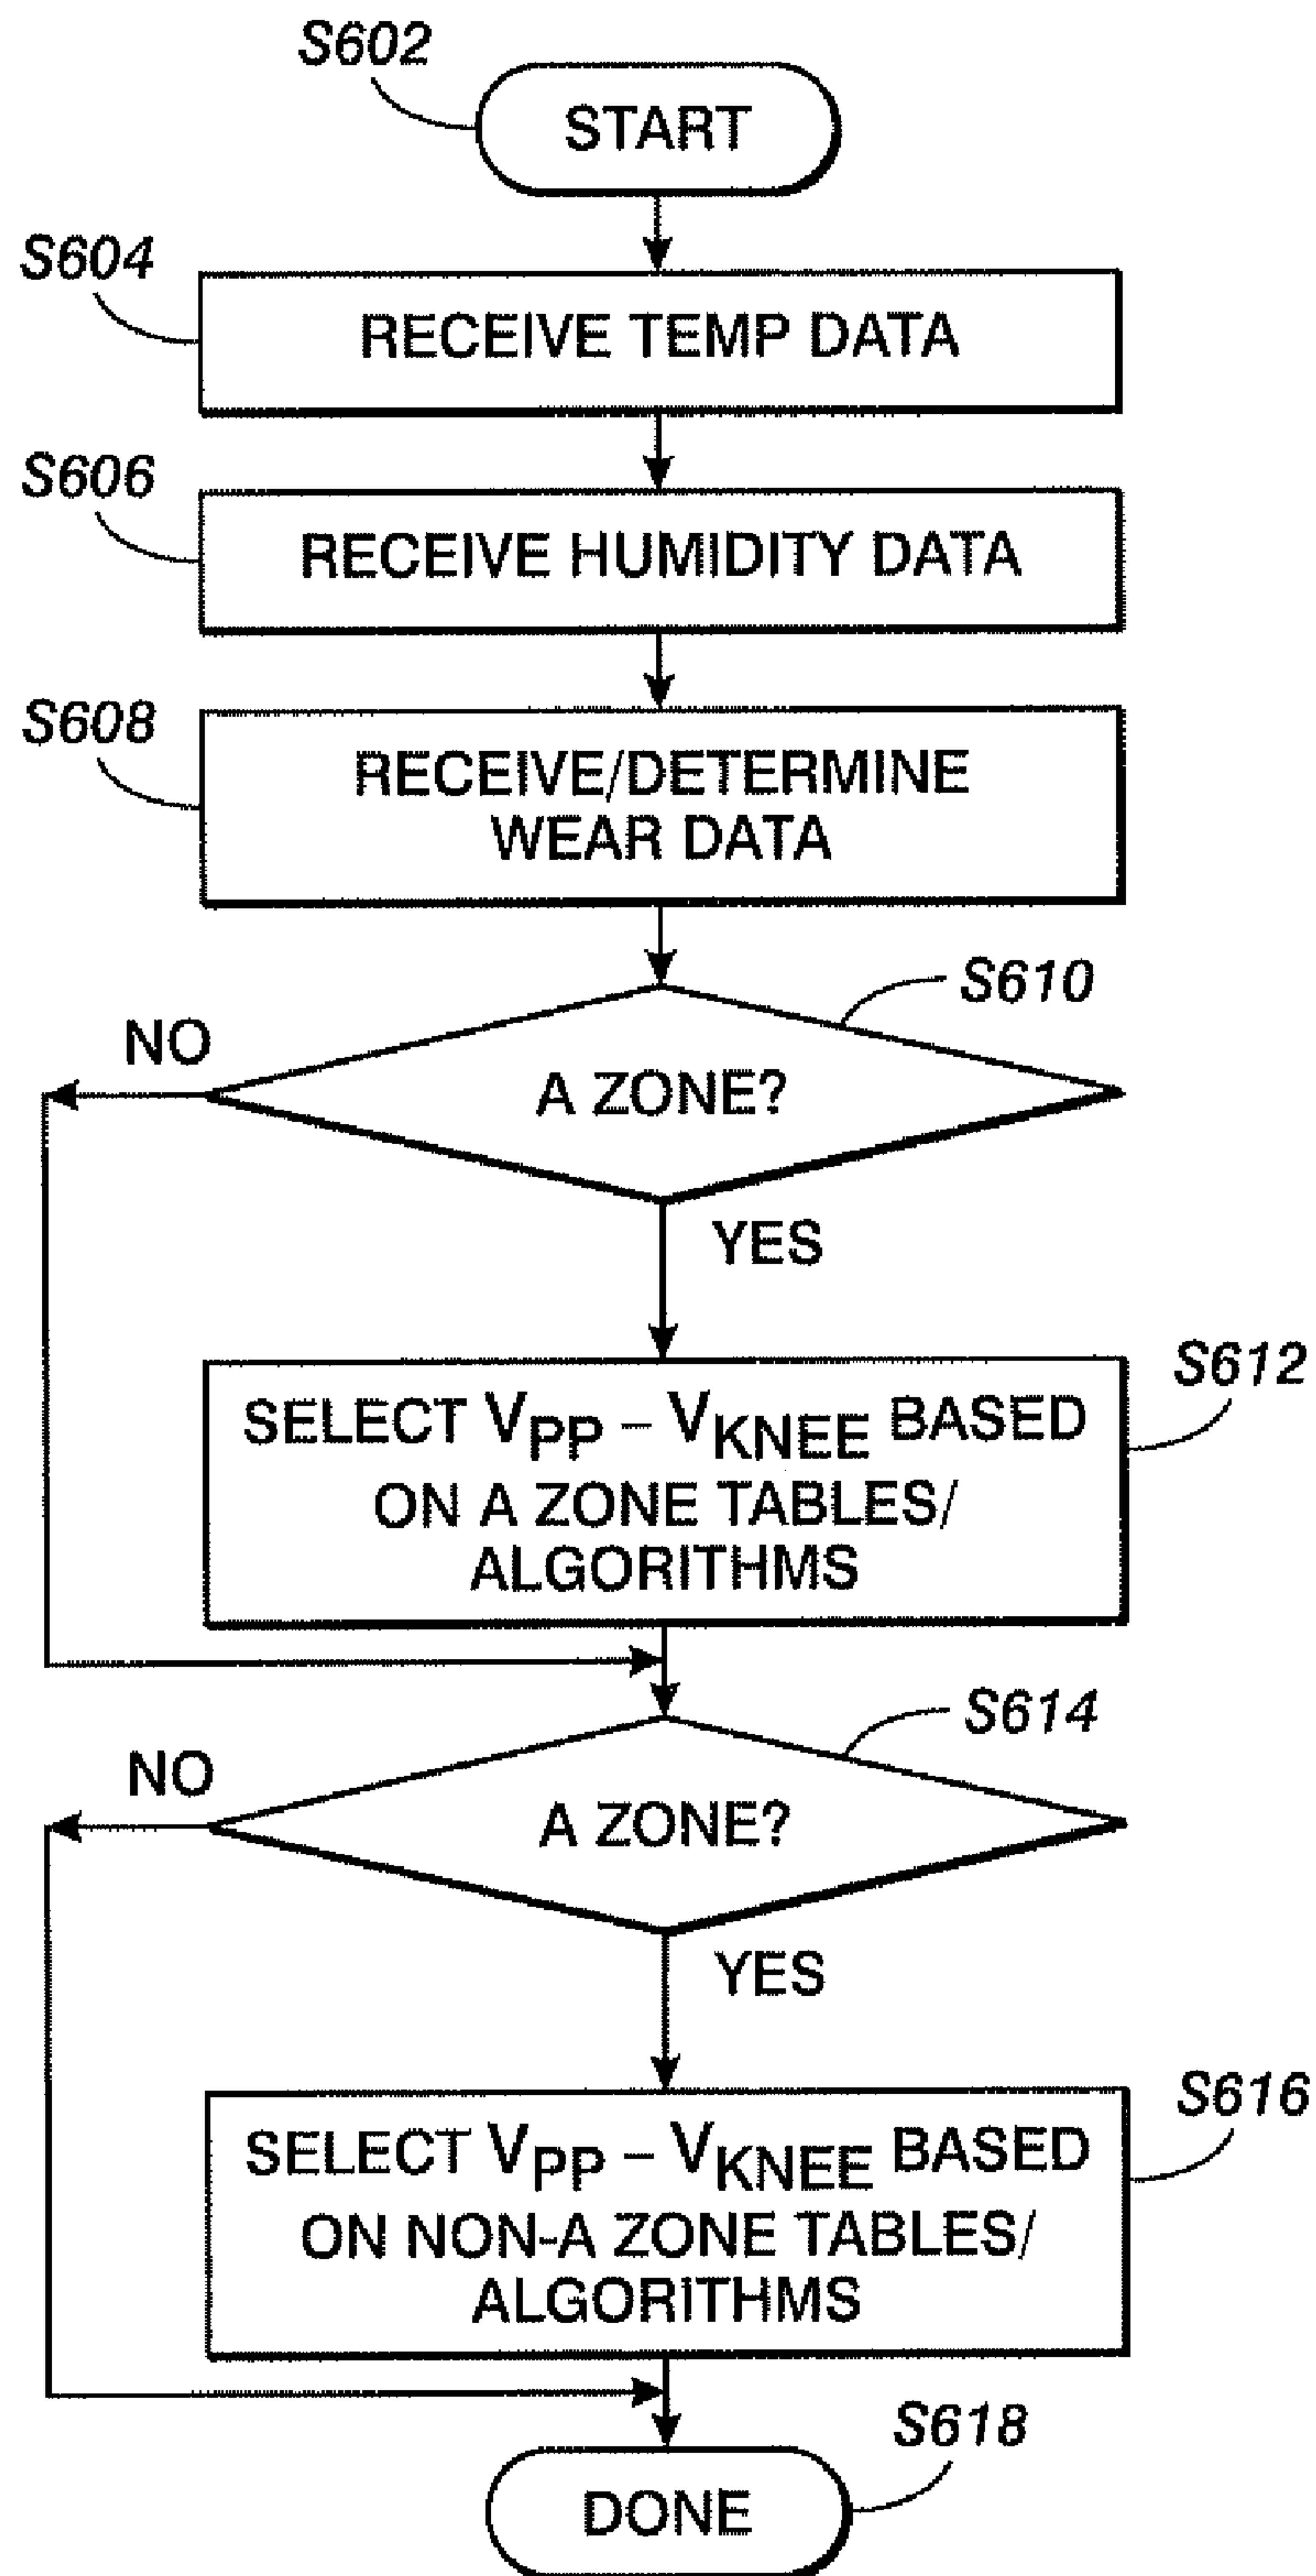 S602
START
S604
RECEIVE TEMP DATA
S606
RECEIVE HUMIDITY DATA
S608
RECEIVE/DETERMINE
WEAR DATA
S610
NO
A ZONE?
YES
S612
SELECT VPP – VKNEE BASED
ON A ZONE TABLES/
ALGORITHMS
S614
NO
A ZONE?
YES
S616
SELECT VPP – VKNEE BASED
ON NON-A ZONE TABLES/
ALGORITHMS
S618
DONE